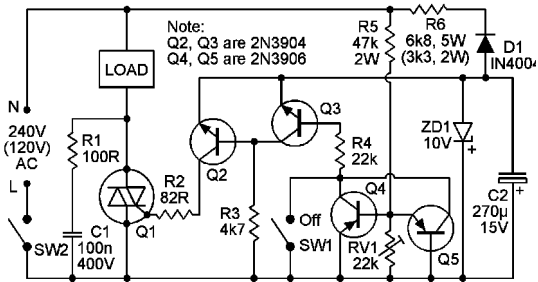 Note:
Q2, Q3 are 2N3904
Q4, Q5 are 2N3906
R5
47k
2W
R6
6k8, 5W
(3k3, 2W)
D1
IN4004
LOAD
N
240V
(120V)
AC
L
SW2
R1
100R
C1
100n
400V
Q1
R2
82R
Q2
Q3
R3
4k7
R4
22k
Off
SW1
Q4
RV1
22k
Q5
ZD1
10V
C2
270µ
15V
+
+